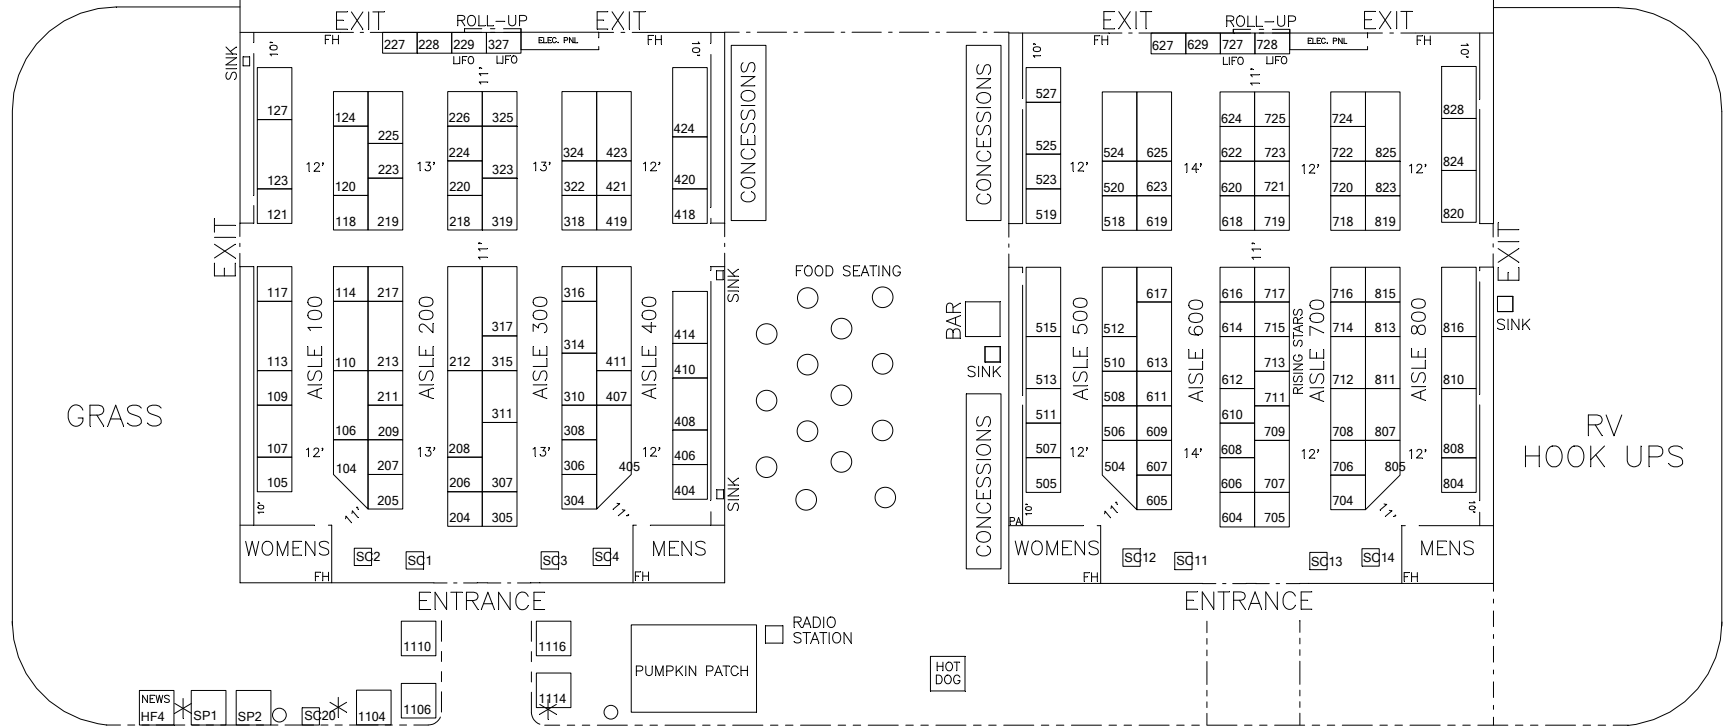 EXIT ROLL-UP EXIT EXIT ROLL-UP EXIT
FH 227 228 229 327 ELEC. PNL FH FH 627 629 727 728 ELEC. PNL FH
LIFO LIFO LIFO LIFO
SINK 10' 11' 10' 10' 11' 10'
CONCESSIONS CONCESSIONS
527
127 124 226 325 624 725 724 828
225 424
525
224 324 423 524 625 622 723 722 825
12' 223 13' 323 13' 12' 12' 14' 12' 824 12'
123 120 220 322 421 420 523 520 623 620 721 720 823
121 118 219 218 319 318 419 418 519 518 619 618 719 718 819 820
EXIT 11' 11' EXIT
FOOD SEATING
SINK SINK
117 114 217 316 617 616 717 716 815
317 414 BAR 515 512 614 715 714 813 816
314
AISLE 100 AISLE 200 AISLE 300 AISLE 400 AISLE 500 AISLE 600 RISING STARS AISLE 700 AISLE 800
113 110 213 212 315 411 410 510 613 713
SINK
513 612 712 811 810
109 211 310 407 508 611 711
311 408 511 610
GRASS
RV
HOOK UPS
106 209 308 506 609 709 708 807
107 12' 208 13' 13' 12' 406 507 12' 14' 608 12' 12' 808
104 207 306 405 504 607 706 805
105 206 307 404 SINK 505 606 707 804
205 304 605 704
10' 11' 204 305 11' CONCESSIONS 10' 11' 604 705 11' 10'
PA
WOMENS SC2 SC1 SC3 SC4 MENS WOMENS SC12 SC11 SC13 SC14 MENS
FH FH FH FH
ENTRANCE ENTRANCE
RADIO
STATION
1110 1116
PUMPKIN PATCH
HOT
DOG
NEWS
HF4 SP1 SP2 SC20 1104 1106 1114